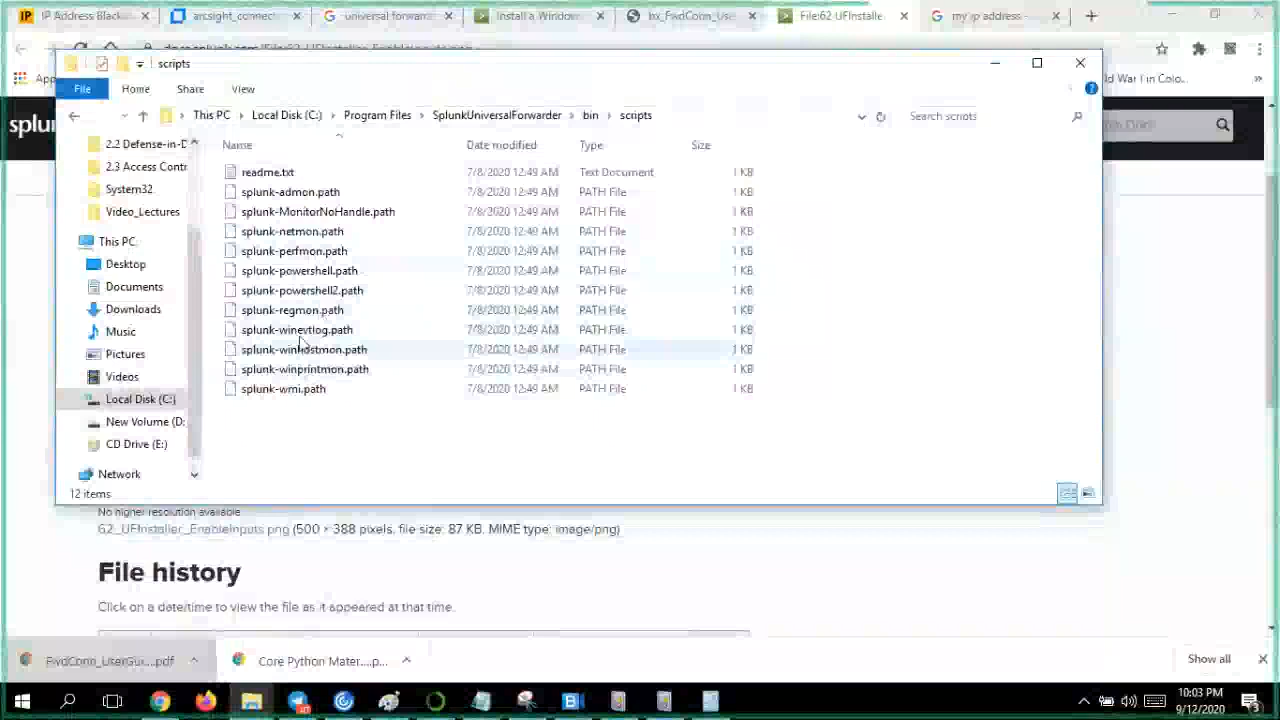 IP Address Black
arcsight_connect
universal forwar
Install a Window
hx_FwdConn_Use
File:62 UFInstalle
my ip address -
scripts
File
Home
Share
View
ld War I in Colo...
splun
This PC
Local Disk (C:)
Program Files
SplunkUniversalForwarder
bin
scripts
Search scripts
2.2 Defense-in-D
2.3 Access Contr
System32
Video_Lectures
This PC
Desktop
Documents
Downloads
Music
Pictures
Videos
Local Disk (C:)
New Volume (D:
CD Drive (E:)
Network
Name Date modified Type Size
readme.txt 7/8/2020 12:49 AM Text Document 1 KB
splunk-admon.path 7/8/2020 12:49 AM PATH File 1 KB
splunk-MonitorNoHandle.path 7/8/2020 12:49 AM PATH File 1 KB
splunk-netmon.path 7/8/2020 12:49 AM PATH File 1 KB
splunk-perfmon.path 7/8/2020 12:49 AM PATH File 1 KB
splunk-powershell.path 7/8/2020 12:49 AM PATH File 1 KB
splunk-powershell2.path 7/8/2020 12:49 AM PATH File 1 KB
splunk-regmon.path 7/8/2020 12:49 AM PATH File 1 KB
splunk-winevtlog.path 7/8/2020 12:49 AM PATH File 1 KB
splunk-winhostmon.path 7/8/2020 12:49 AM PATH File 1 KB
splunk-winprintmon.path 7/8/2020 12:49 AM PATH File 1 KB
splunk-wmi.path 7/8/2020 12:49 AM PATH File 1 KB
12 items
No higher resolution available
62_UFInstaller_EnableInputs.png (500 × 388 pixels, file size: 87 KB, MIME type: image/png)
File history
Click on a date/time to view the file as it appeared at that time.
FwdConn_UserGui....pdf
Core Python Mater....p...
Show all
10:03 PM
9/12/2020